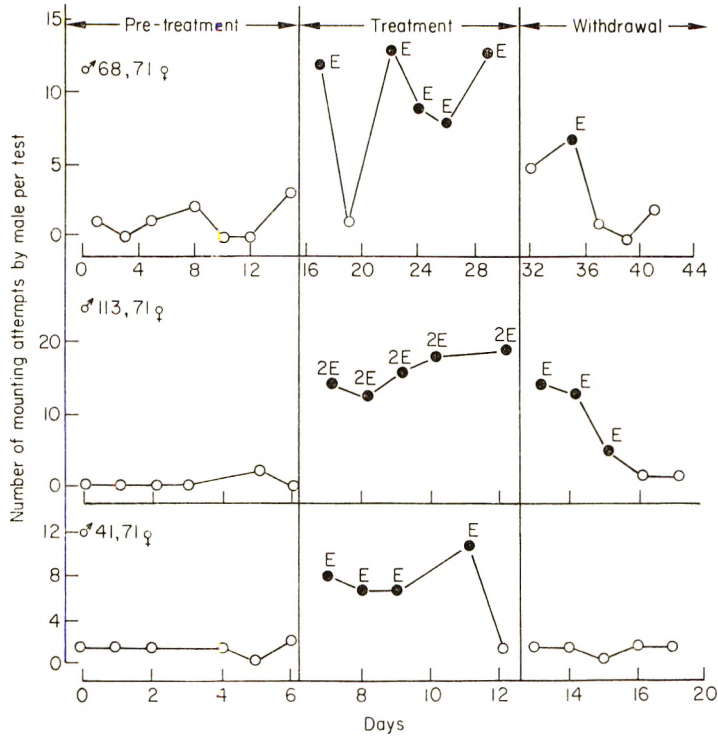 Pre-treatment Treatment Withdrawal
15
♂68,71 ♀
E E E E E
10
5
0
E
0 4 8 12 16 20 24 28 30 32 36 40 44
♂113,71 ♀
20
10
0
2E 2E 2E 2E 2E
E E E
♂41,71 ♀
12
8
4
0
E E E E
0 2 4 6 8 10 12 14 16 18 20
Days
Number of mounting attempts by male per test